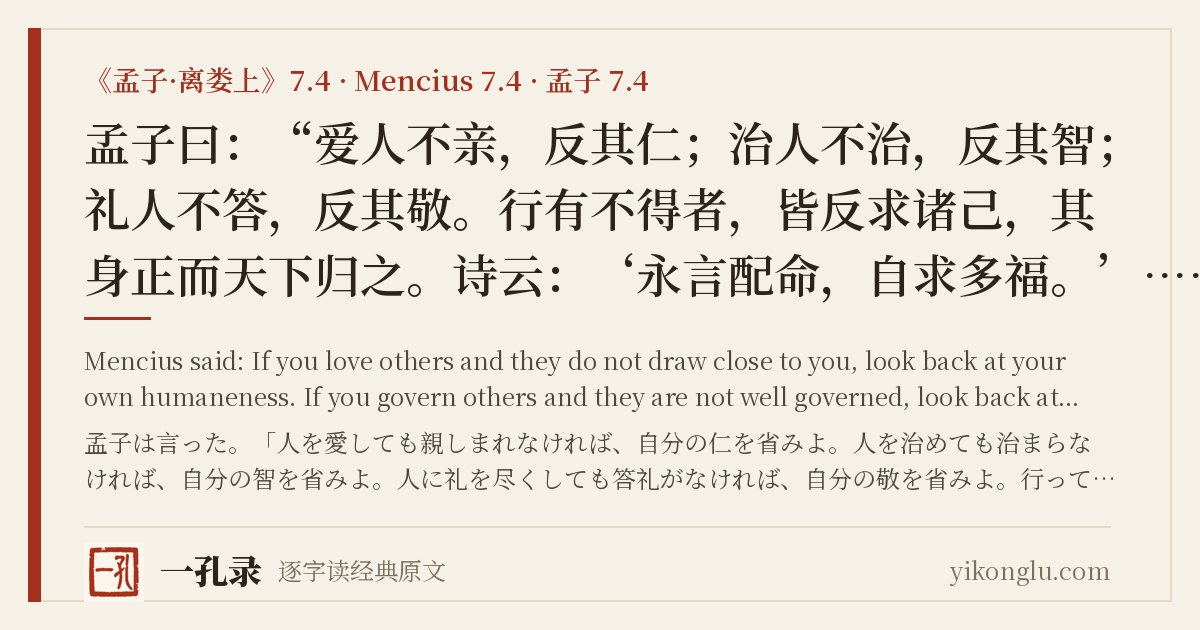 《孟子·离娄上》7.4 · Mencius 7.4 · 孟子 7.4
孟子曰：“爱人不亲，反其仁；治人不治，反其智；
礼人不答，反其敬。行有不得者，皆反求诸己，其
身正而天下归之。诗云：‘永言配命，自求多福。’……
Mencius said: If you love others and they do not draw close to you, look back at your
own humaneness. If you govern others and they are not well governed, look back at...
孟子は言った。「人を愛しても親しまれなければ、自分の仁を省みよ。人を治めても治まらな
ければ、自分の智を省みよ。人に礼を尽くしても答礼がなければ、自分の敬を省みよ。行って…
一孔
一孔录
逐字读经典原文
yikonglu.com